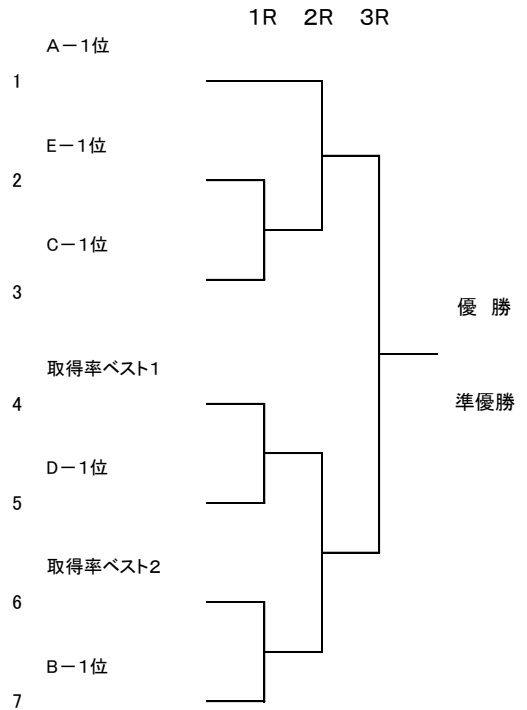 １Ｒ ２Ｒ ３Ｒ
Ａ－１位
1
Ｅ－１位
2
Ｃ－１位
3
優 勝
取得率ベスト１
4
準優勝
Ｄ－１位
5
取得率ベスト２
6
Ｂ－１位
7